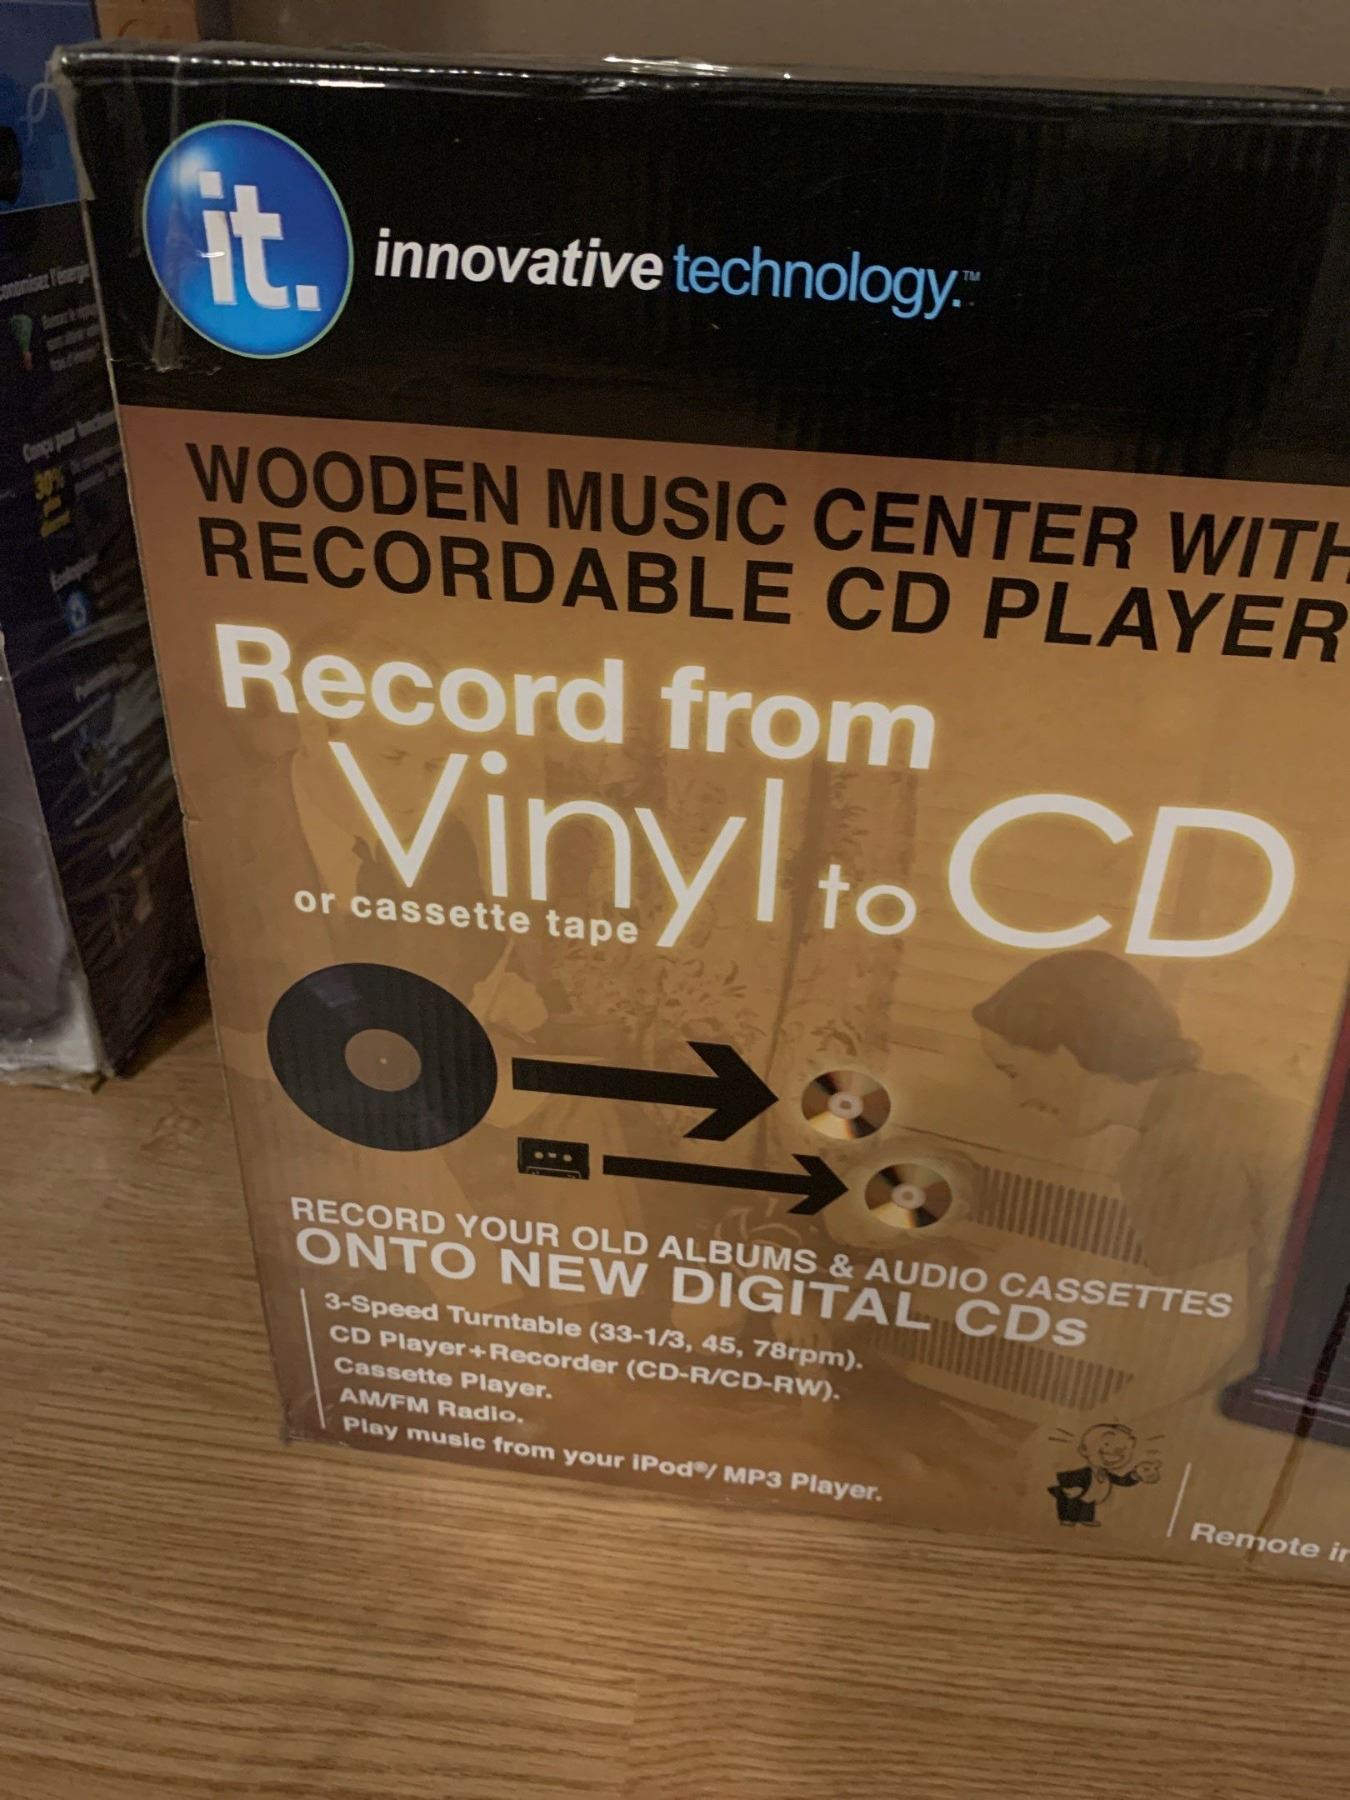 it.
innovative technology.™
WOODEN MUSIC CENTER WITH
RECORDABLE CD PLAYER
Record from
Vinyl to CD
or cassette tape
RECORD YOUR OLD ALBUMS & AUDIO CASSETTES
ONTO NEW DIGITAL CDs
3-Speed Turntable (33-1/3, 45, 78rpm).
CD Player+Recorder (CD-R/CD-RW).
Cassette Player.
AM/FM Radio.
Play music from your iPod®/ MP3 Player.
Remote
30%